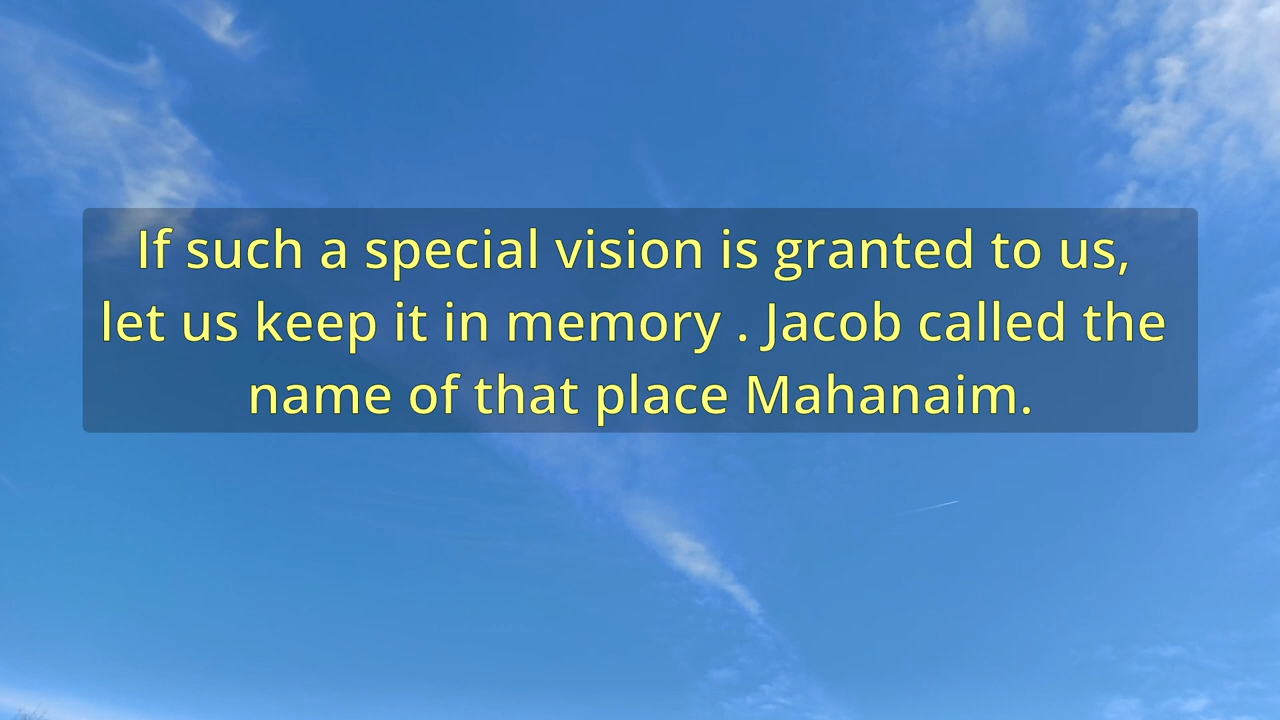 If such a special vision is granted to us,
let us keep it in memory . Jacob called the
name of that place Mahanaim.